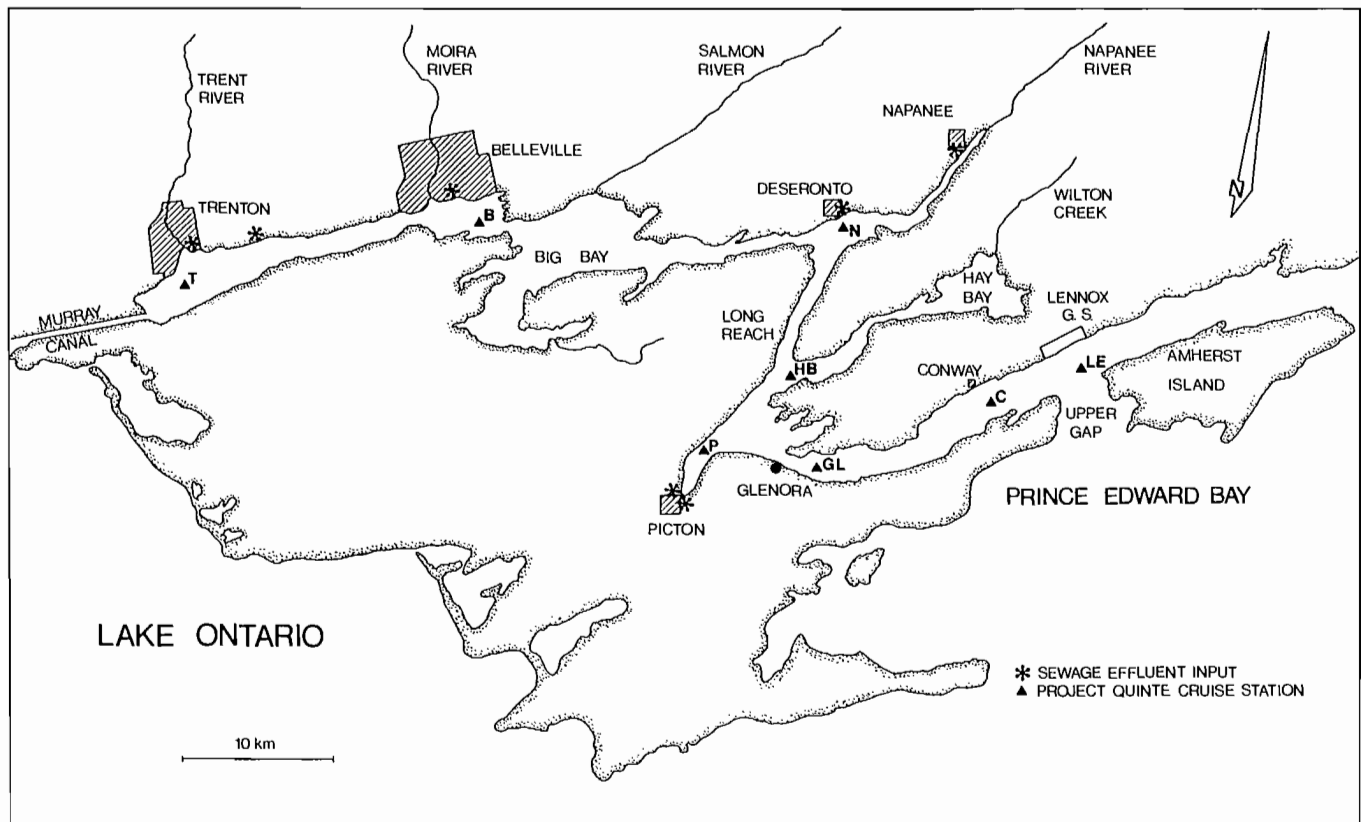 TRENT
RIVER
MOIRA
RIVER
SALMON
RIVER
NAPANEE
RIVER
NAPANEE
BELLEVILLE
DESERONTO
WILTON
CREEK
TRENTON
B
N
N
BIG BAY
HAY
BAY
T
LENNOX
G. S.
MURRAY
CANAL
LONG
REACH
HB
CONWAY
LE
AMHERST
ISLAND
C
UPPER
GAP
P
GL
GLENORA
PRINCE EDWARD BAY
PICTON
LAKE ONTARIO
SEWAGE EFFLUENT INPUT
PROJECT QUINTE CRUISE STATION
10 km